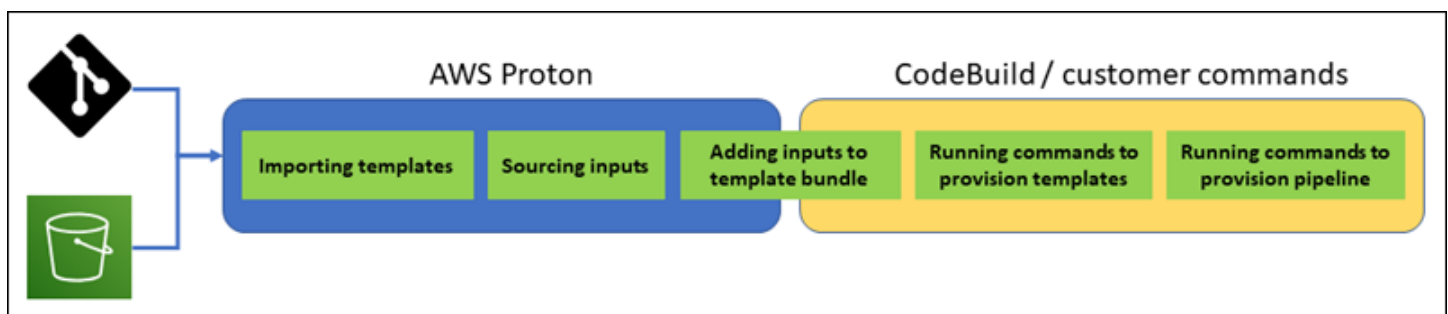 AWS Proton
CodeBuild / customer commands
Importing templates
Sourcing inputs
Adding inputs to
template bundle
Running commands to
provision templates
Running commands to
provision pipeline